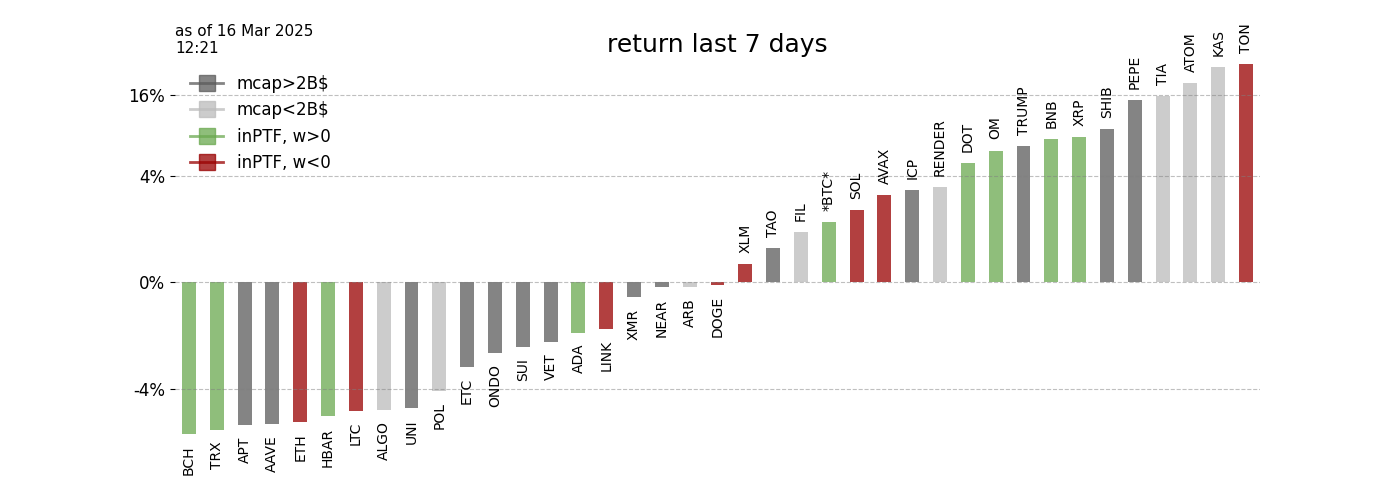 as of 16 Mar 2025
12:21
return last 7 days
mcap>2B$
mcap<2B$
inPTF, w>0
inPTF, w<0
16%
4%
0%
-4%
BCH
TRX
APT
AAVE
ETH
HBAR
LTC
ALGO
UNI
POL
ETC
ONDO
SUI
VET
ADA
LINK
XMR
NEAR
ARB
DOGE
XLM
TAO
FIL
*BTC*
SOL
AVAX
ICP
RENDER
DOT
OM
TRUMP
BNB
XRP
SHIB
PEPE
TIA
ATOM
KAS
TON